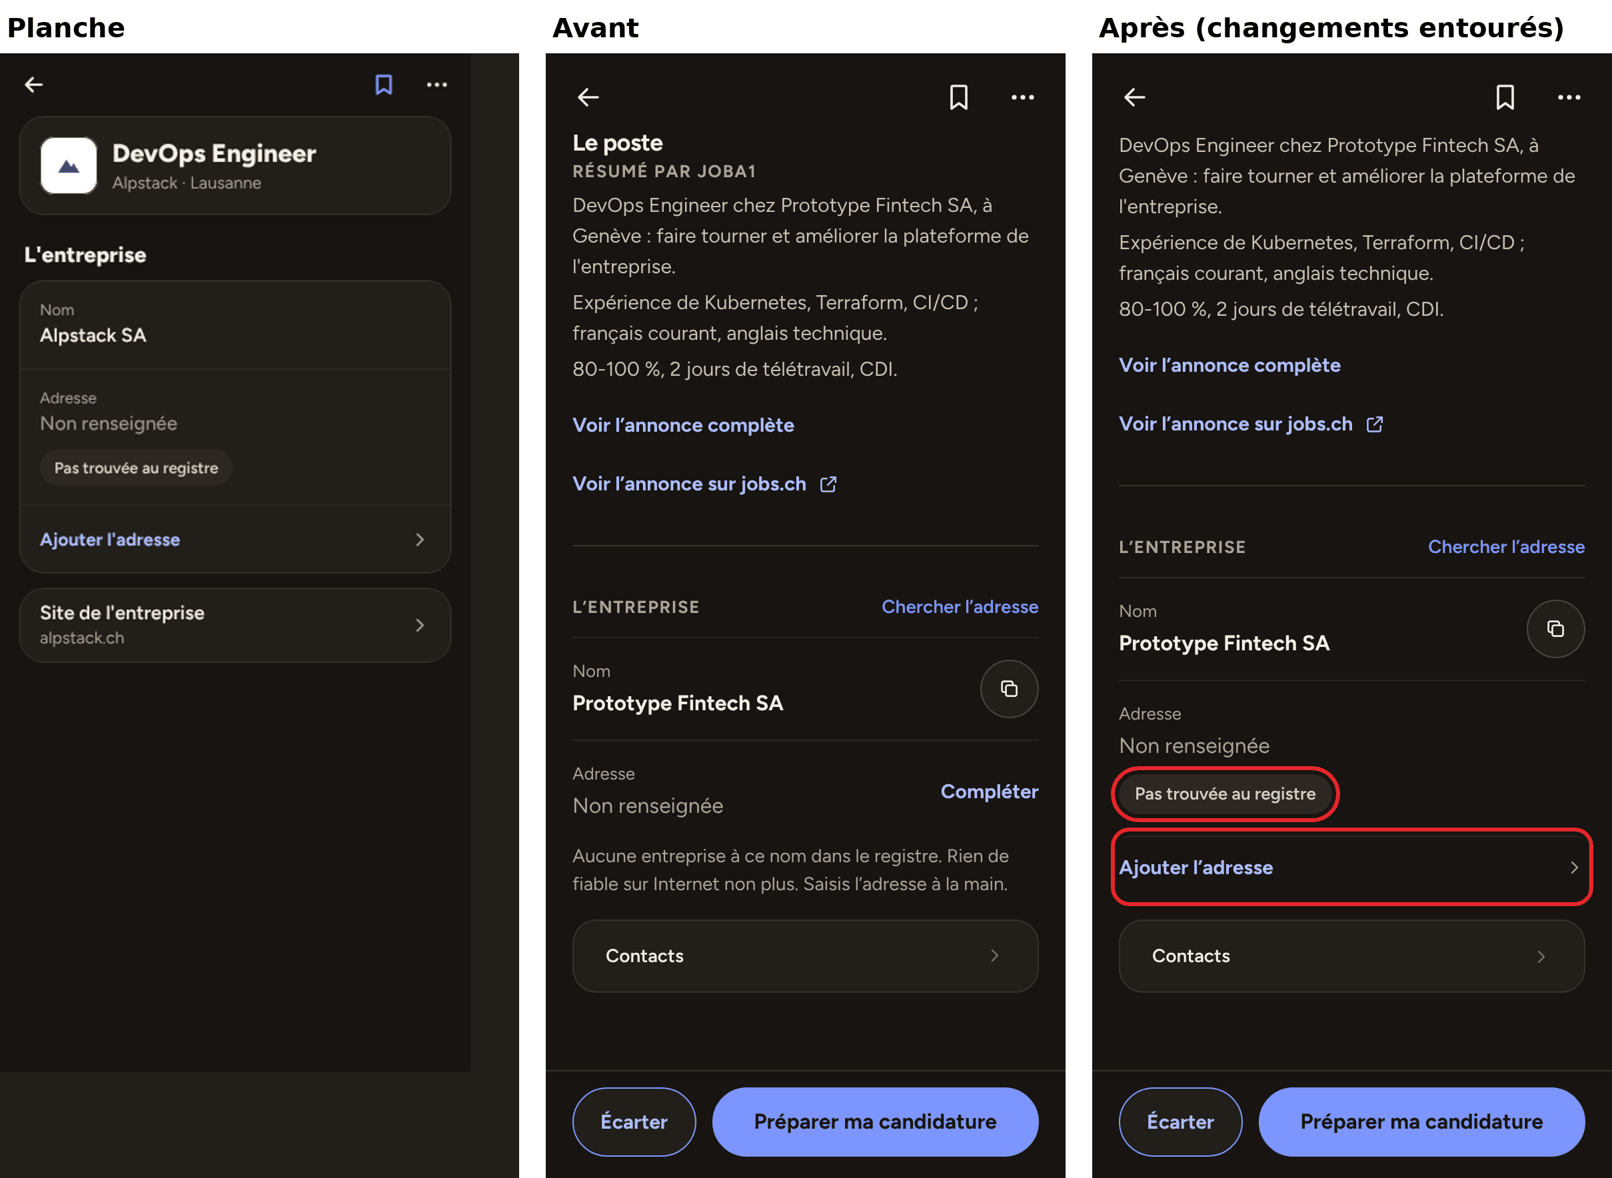 Planche
DevOps Engineer
Alpstack · Lausanne
L'entreprise
Nom
Alpstack SA
Adresse
Non renseignée
Pas trouvée au registre
Ajouter l'adresse
Site de l'entreprise
alpstack.ch
Avant
Le poste
RÉSUMÉ PAR JOBA1
DevOps Engineer chez Prototype Fintech SA, à
Genève : faire tourner et améliorer la plateforme de
l'entreprise.
Expérience de Kubernetes, Terraform, CI/CD ;
français courant, anglais technique.
80-100 %, 2 jours de télétravail, CDI.
Voir l’annonce complète
Voir l’annonce sur jobs.ch
L’ENTREPRISE
Chercher l’adresse
Nom
Prototype Fintech SA
Adresse
Non renseignée
Compléter
Aucune entreprise à ce nom dans le registre. Rien de
fiable sur Internet non plus. Saisis l’adresse à la main.
Contacts
Écarter
Préparer ma candidature
Après (changements entourés)
DevOps Engineer chez Prototype Fintech SA, à
Genève : faire tourner et améliorer la plateforme de
l'entreprise.
Expérience de Kubernetes, Terraform, CI/CD ;
français courant, anglais technique.
80-100 %, 2 jours de télétravail, CDI.
Voir l’annonce complète
Voir l’annonce sur jobs.ch
L’ENTREPRISE
Chercher l’adresse
Nom
Prototype Fintech SA
Adresse
Non renseignée
Pas trouvée au registre
Ajouter l’adresse
Contacts
Écarter
Préparer ma candidature